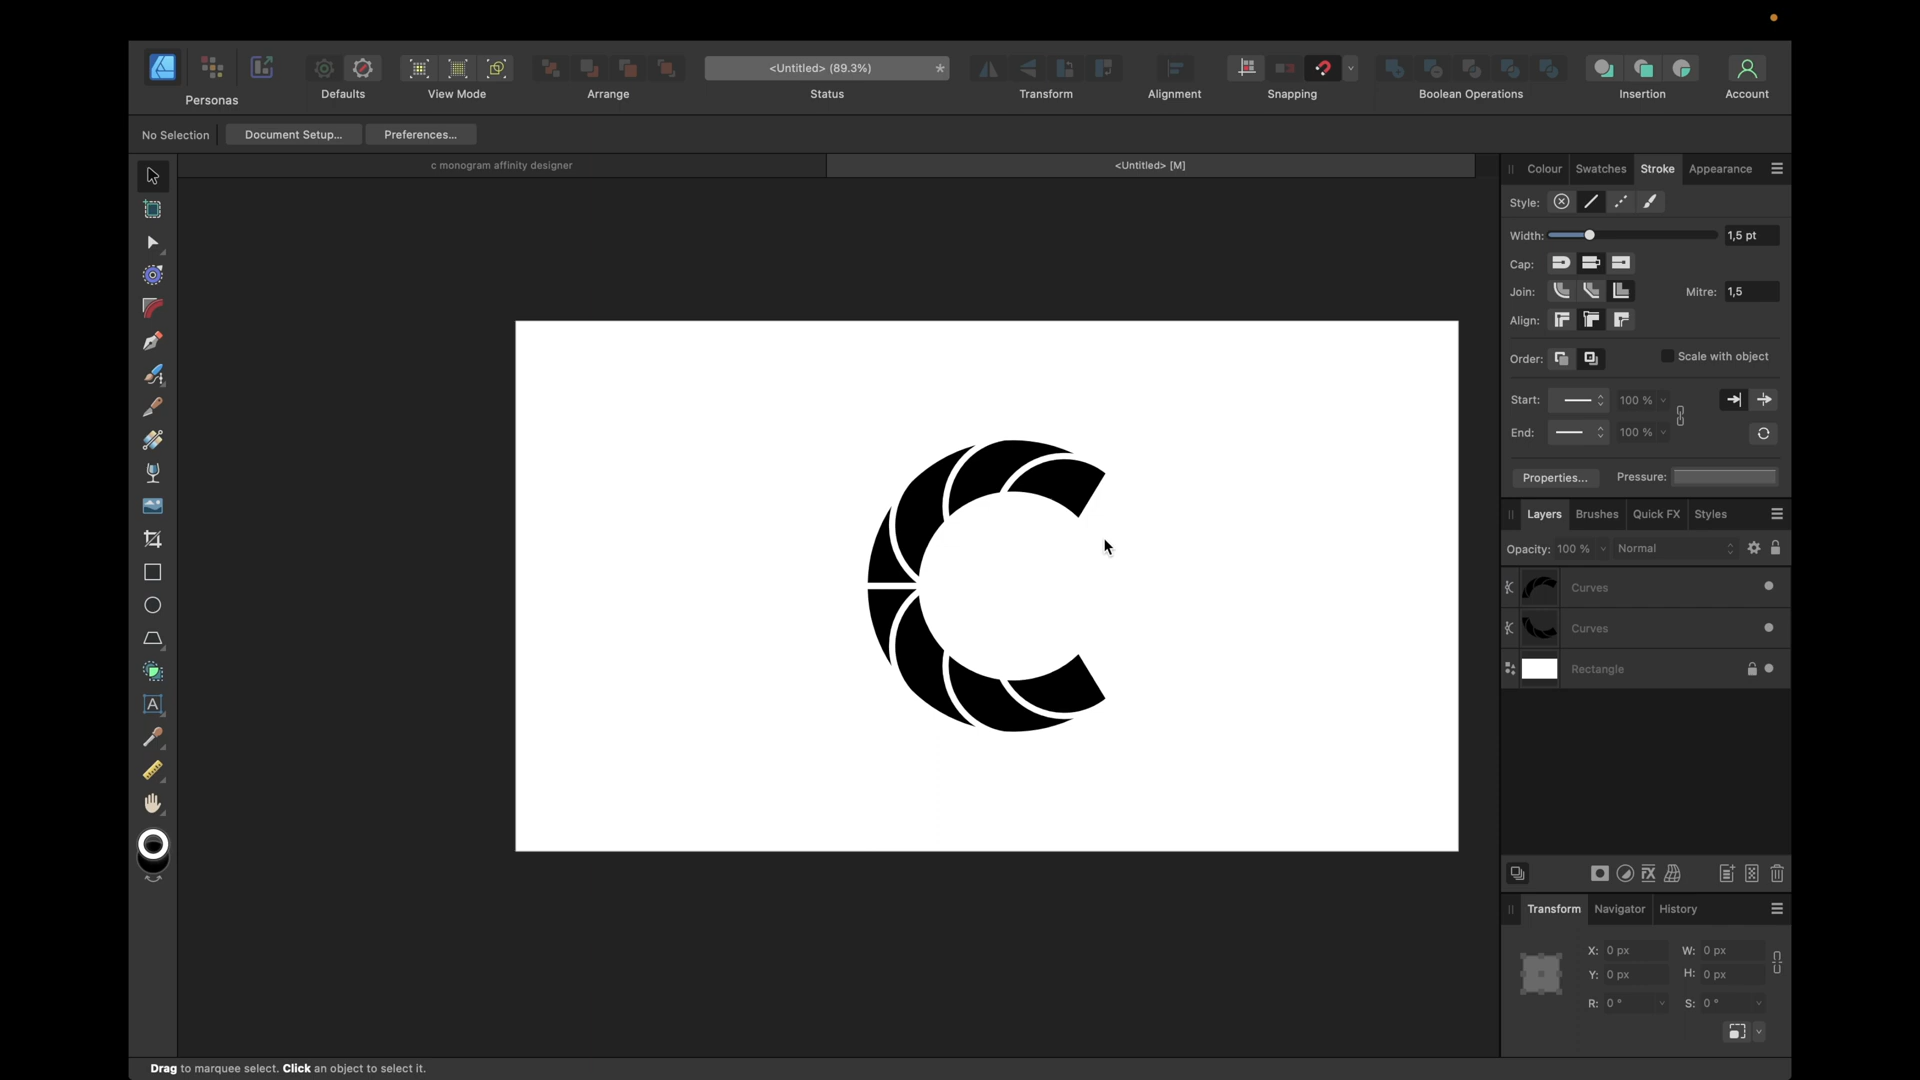 <Untitled> (89.3%)
*
Personas
Defaults
View Mode
Arrange
Status
Transform
Alignment
Snapping
Boolean Operations
Insertion
Account
No Selection
Document Setup...
Preferences...
c monogram affinity designer
<Untitled> [M]
Colour
Swatches
Stroke
Appearance
Style:
Width:
1,5 pt
Cap:
Join:
Mitre:
1,5
Align:
Order:
Scale with object
Start:
100 %
End:
100 %
Properties...
Pressure:
Layers
Brushes
Quick FX
Styles
Opacity:
100 %
Normal
Curves
Curves
Rectangle
A
FX
Transform
Navigator
History
X: 0 px
W: 0 px
Y: 0 px
H: 0 px
R: 0 °
S: 0 °
Drag to marquee select. Click an object to select it.